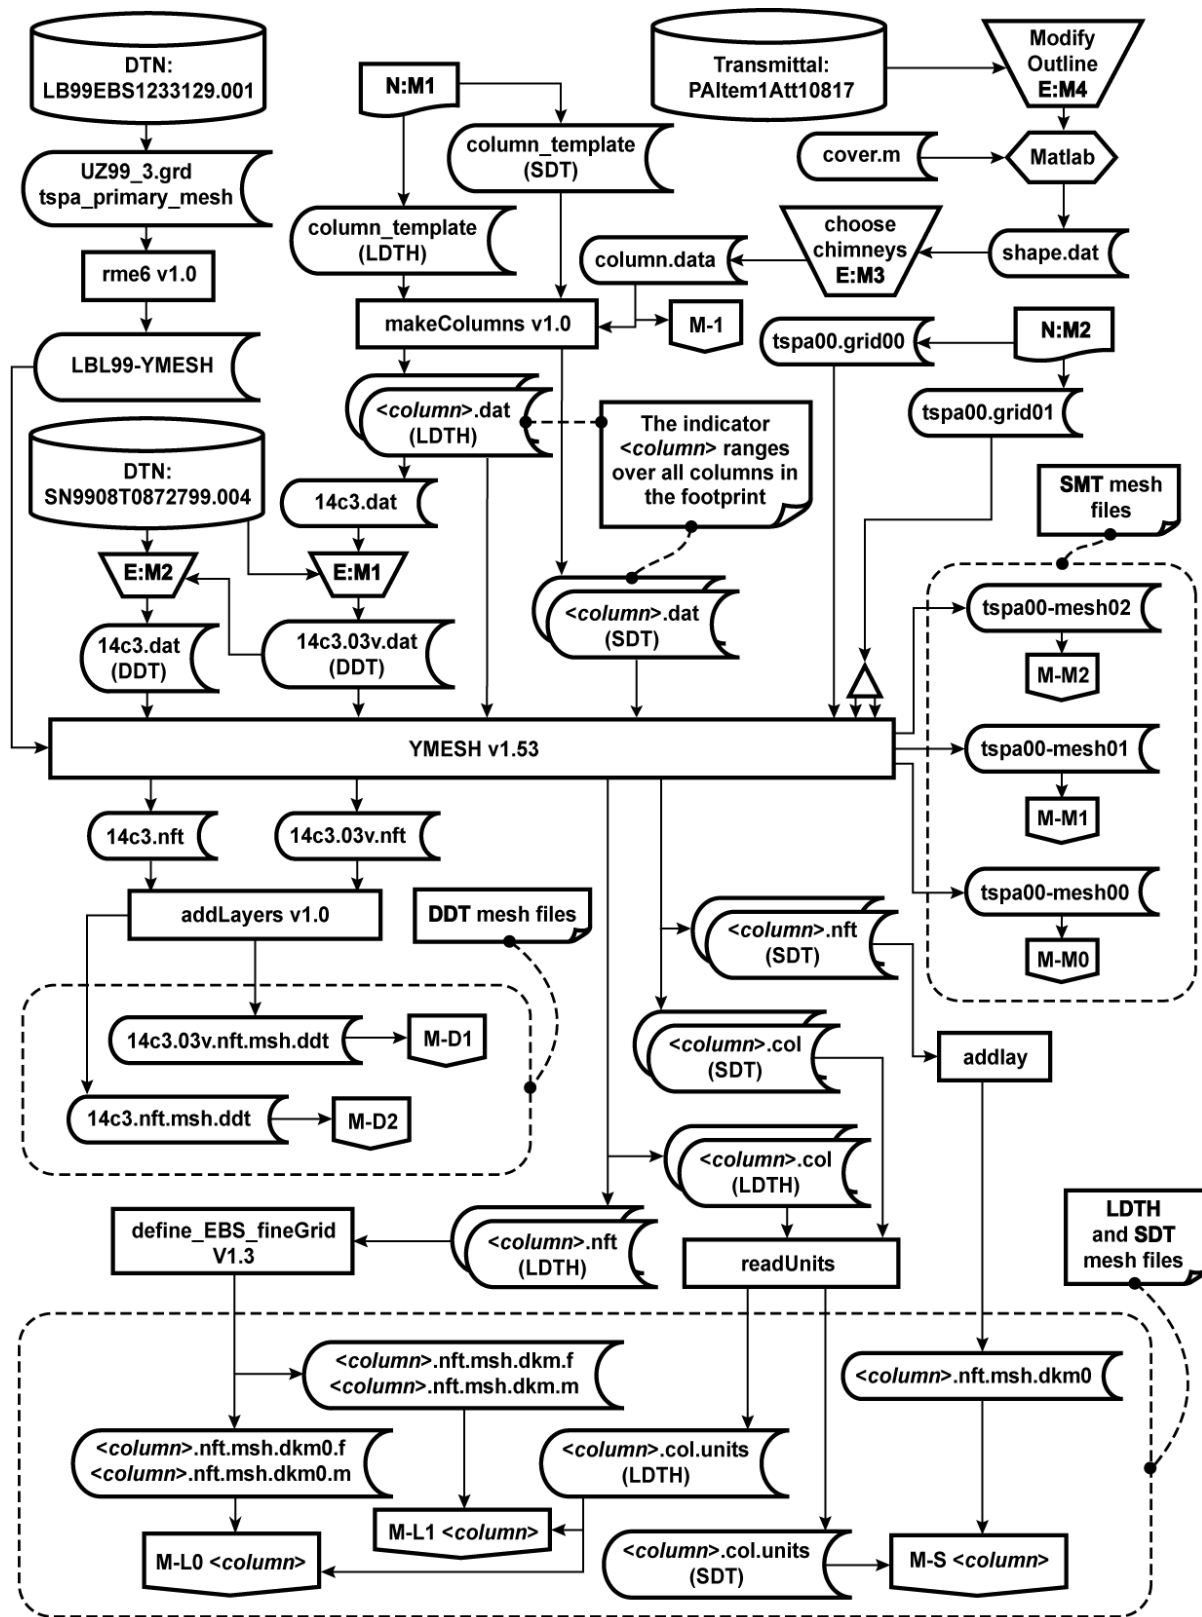 DTN:
LB99EBS1233129.001
N:M1
Transmittal:
PAItem1Att10817
Modify
Outline
E:M4
UZ99_3.grd
tspa_primary_mesh
column_template
(SDT)
cover.m
Matlab
column_template
(LDTH)
choose
chimneys
E:M3
column.data
shape.dat
rme6 v1.0
makeColumns v1.0
M-1
tspa00.grid00
N:M2
LBL99-YMESH
<column>.dat
(LDTH)
The indicator
<column> ranges
over all columns in
the footprint
tspa00.grid01
DTN:
SN9908T0872799.004
14c3.dat
SMT mesh
files
E:M2
E:M1
<column>.dat
(SDT)
tspa00-mesh02
14c3.dat
(DDT)
14c3.03v.dat
(DDT)
M-M2
YMESH v1.53
tspa00-mesh01
M-M1
14c3.nft
14c3.03v.nft
tspa00-mesh00
M-M0
addLayers v1.0
DDT mesh files
<column>.nft
(SDT)
14c3.03v.nft.msh.ddt
M-D1
<column>.col
(SDT)
addlay
14c3.nft.msh.ddt
M-D2
<column>.col
(LDTH)
define_EBS_fineGrid
V1.3
<column>.nft
(LDTH)
readUnits
LDTH
and SDT
mesh files
<column>.nft.msh.dkm.f
<column>.nft.msh.dkm.m
<column>.nft.msh.dkm0
<column>.nft.msh.dkm0.f
<column>.nft.msh.dkm0.m
<column>.col.units
(LDTH)
M-L1 <column>
M-L0 <column>
<column>.col.units
(SDT)
M-S <column>